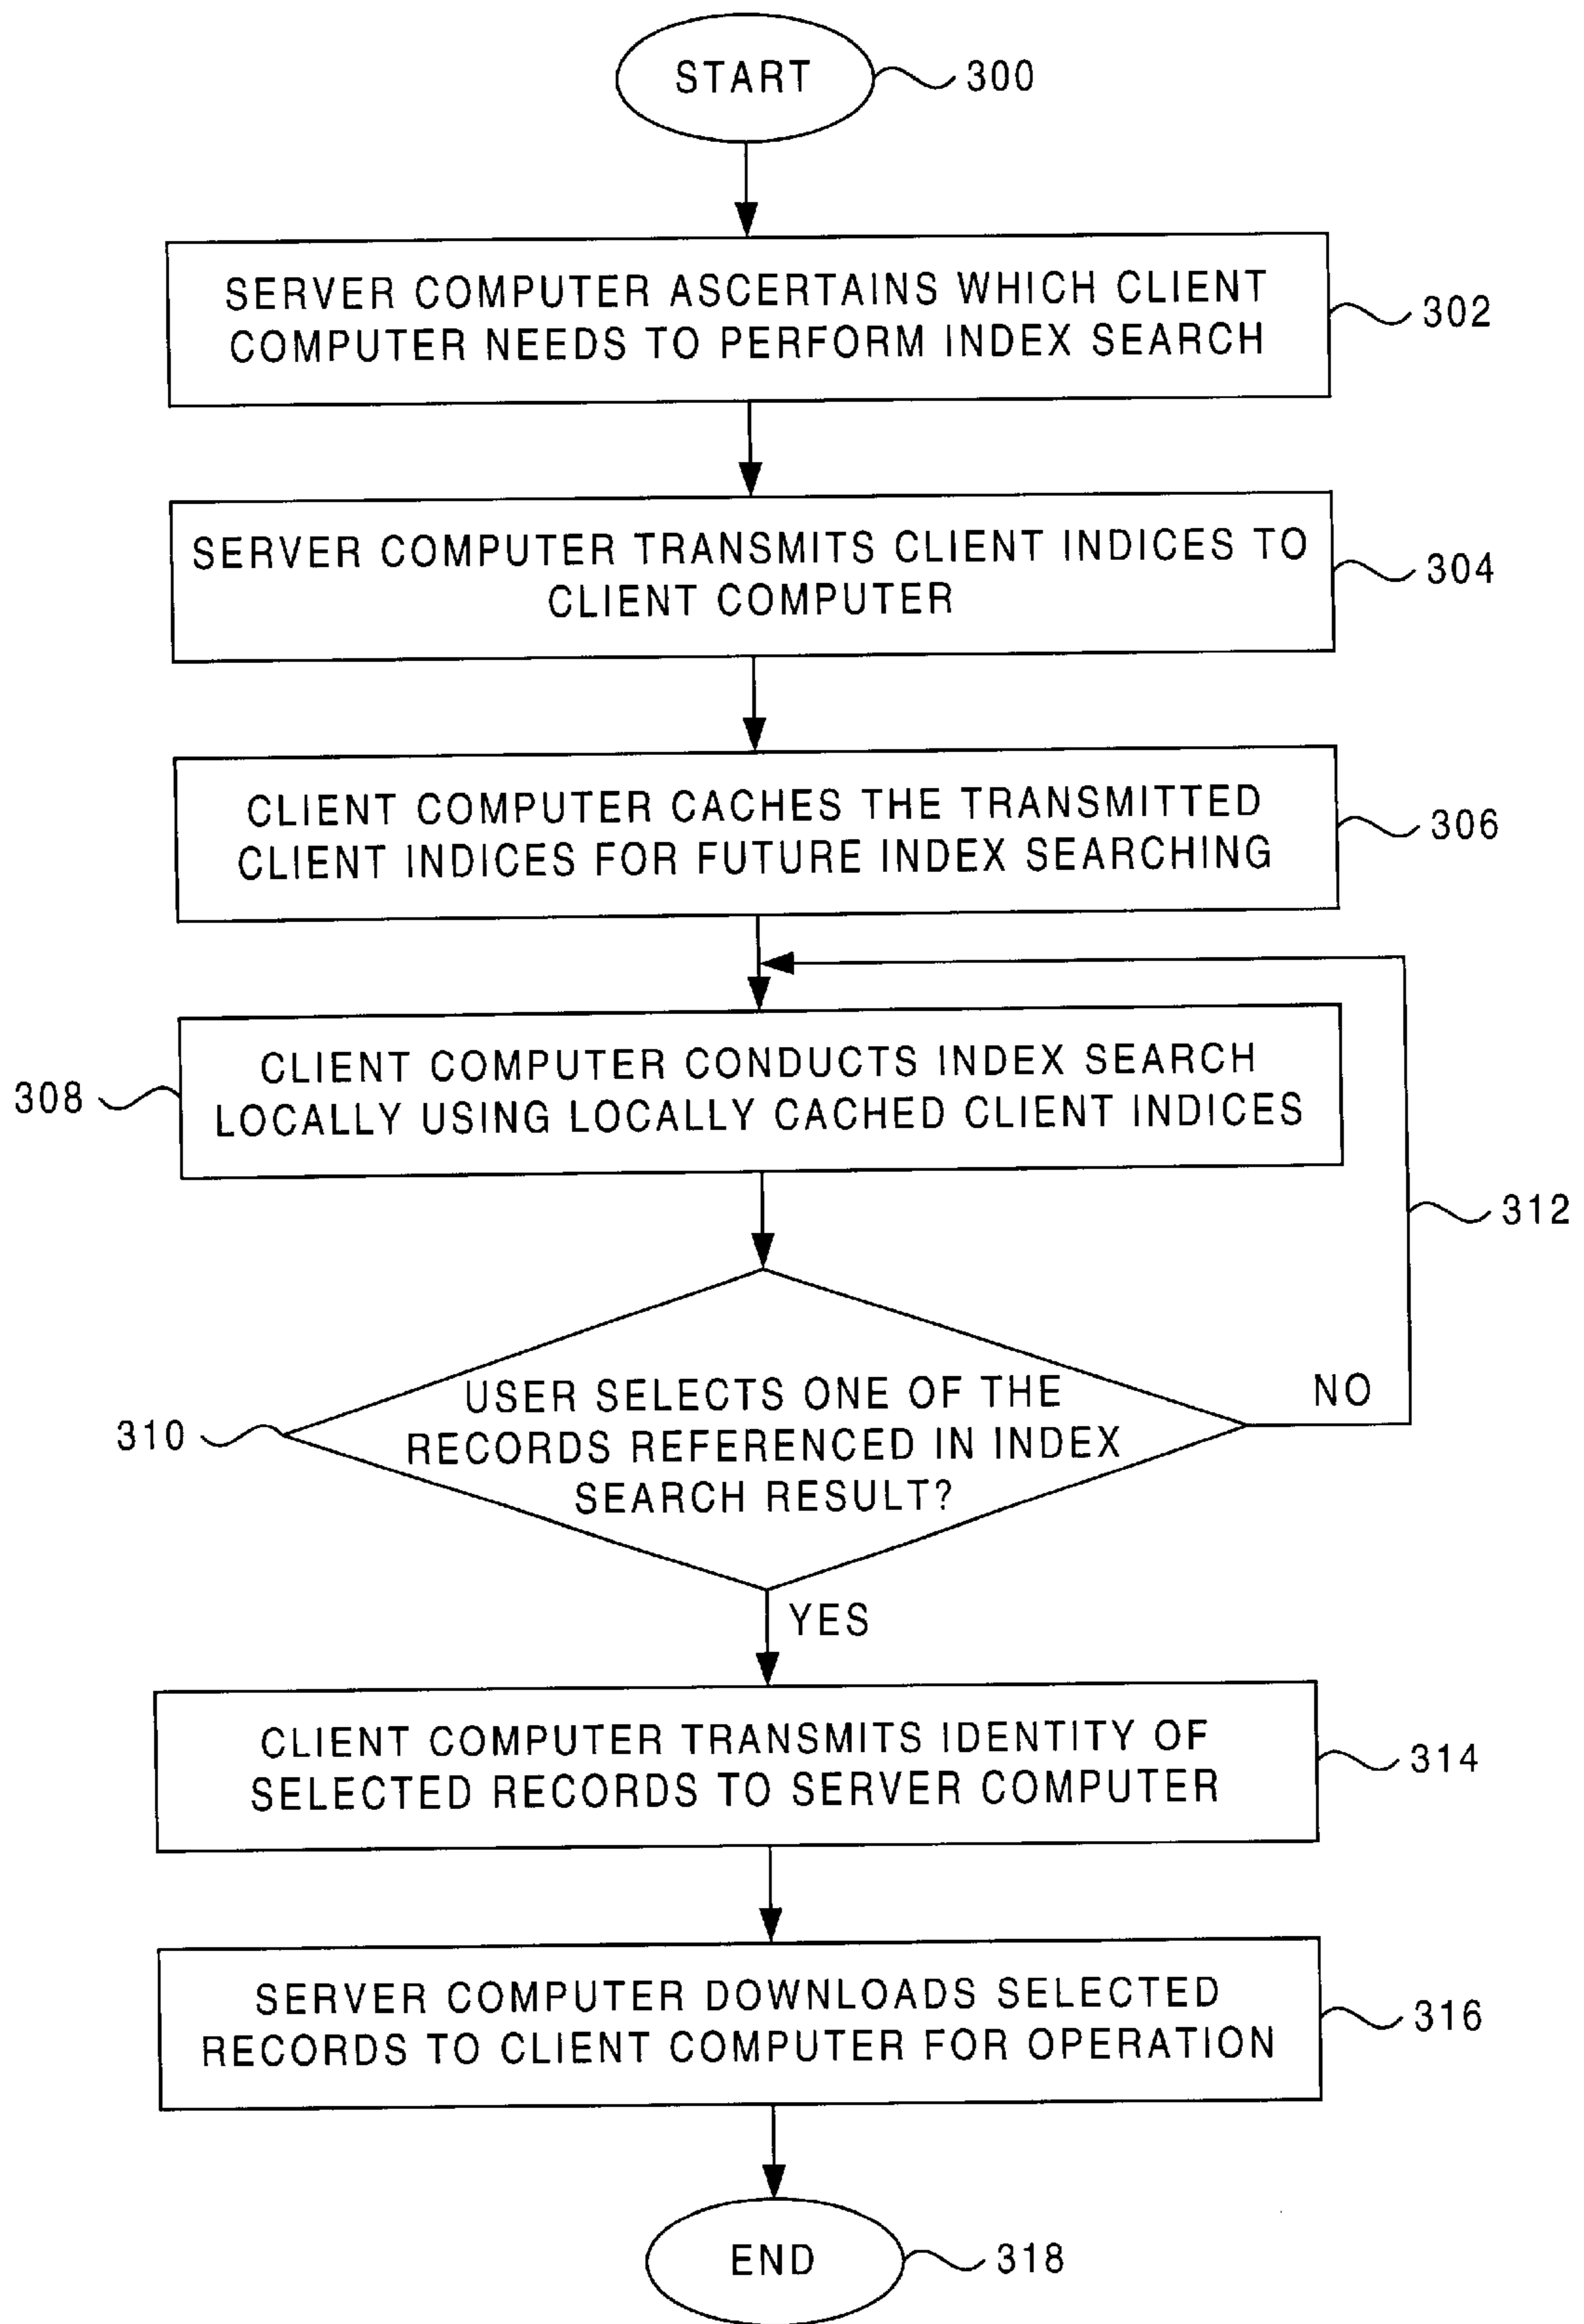 START
300
SERVER COMPUTER ASCERTAINS WHICH CLIENT
COMPUTER NEEDS TO PERFORM INDEX SEARCH
302
SERVER COMPUTER TRANSMITS CLIENT INDICES TO
CLIENT COMPUTER
304
CLIENT COMPUTER CACHES THE TRANSMITTED
CLIENT INDICES FOR FUTURE INDEX SEARCHING
306
CLIENT COMPUTER CONDUCTS INDEX SEARCH
LOCALLY USING LOCALLY CACHED CLIENT INDICES
308
312
USER SELECTS ONE OF THE
RECORDS REFERENCED IN INDEX
SEARCH RESULT?
310
NO
YES
CLIENT COMPUTER TRANSMITS IDENTITY OF
SELECTED RECORDS TO SERVER COMPUTER
314
SERVER COMPUTER DOWNLOADS SELECTED
RECORDS TO CLIENT COMPUTER FOR OPERATION
316
END
318